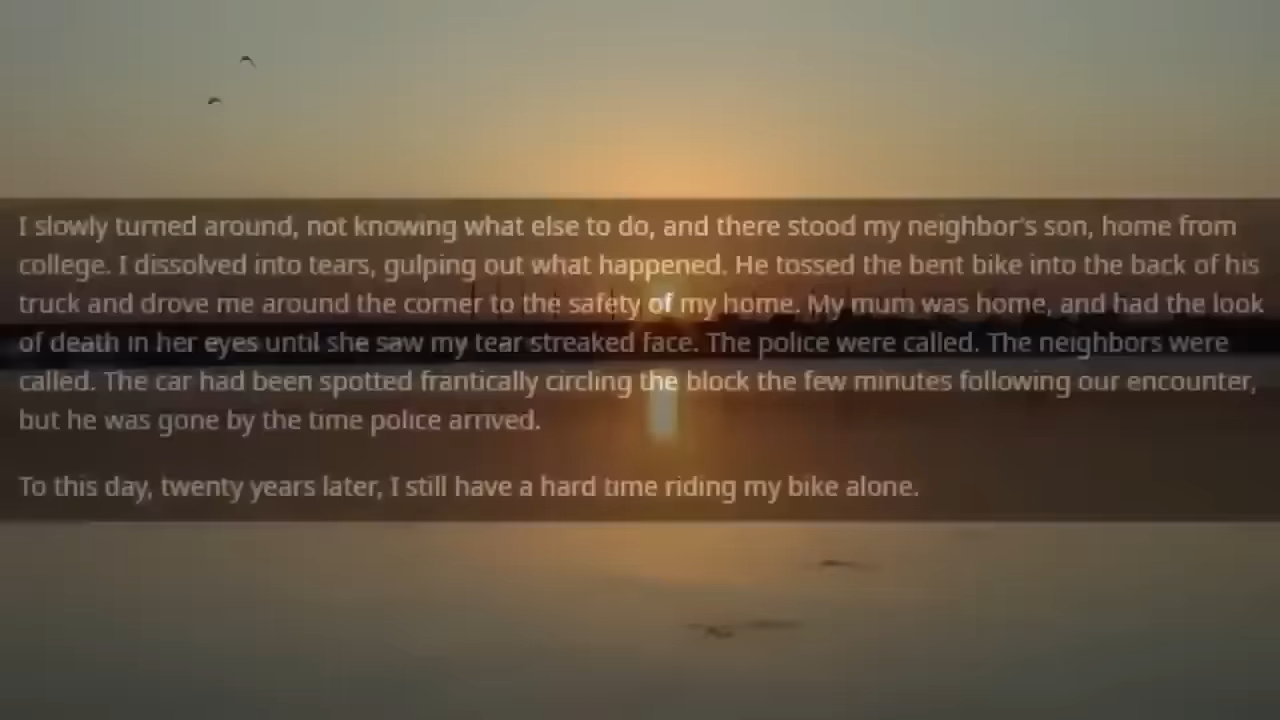 I slowly turned around, not knowing what else to do, and there stood my neighbor's son, home from
college. I dissolved into tears, gulping out what happened. He tossed the bent bike into the back of his
truck and drove me around the corner to the safety of my home. My mum was home, and had the look
of death in her eyes until she saw my tear streaked face. The police were called. The neighbors were
called. The car had been spotted frantically circling the block the few minutes following our encounter,
but he was gone by the time police arrived.
To this day, twenty years later, I still have a hard time riding my bike alone.